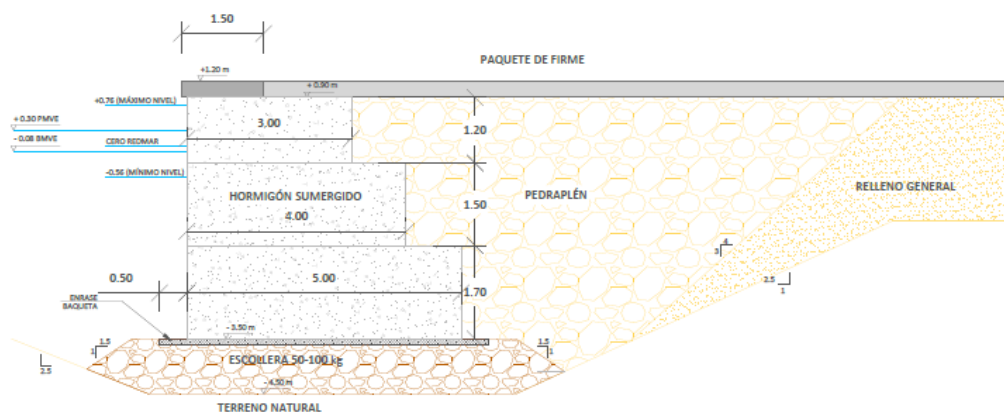 1.50
PAQUETE DE FIRME
+1.20 m
+ 0.90 m
+0.76 (MÁXIMO NIVEL)
+ 0.30 PMVE
3.00
1.20
- 0.08 BMVE
CERO REDMAR
-0.56 (MÍNIMO NIVEL)
HORMIGÓN SUMERGIDO
PEDRAPLÉN
RELLENO GENERAL
4.00
1.50
4
3
0.50
5.00
1.70
2.5
1
ENRASE
BAQUETA
- 3.50 m
1.5
1
1.5
1
ESCOLLERA 50-100 kg
1
2.5
- 4.50 m
TERRENO NATURAL